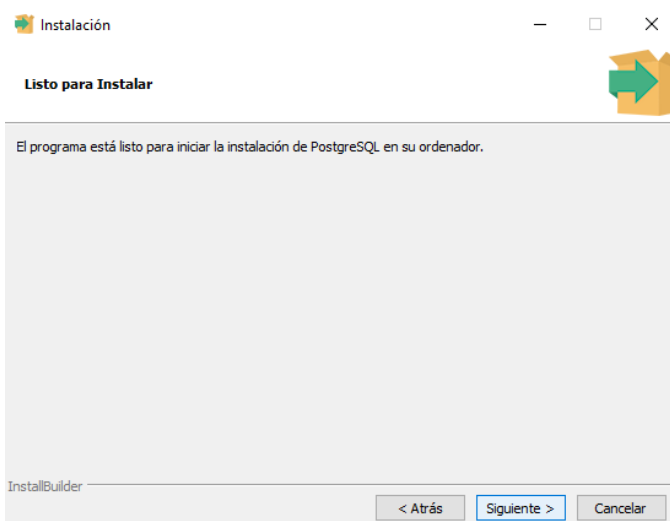 Instalación
Listo para Instalar
El programa está listo para iniciar la instalación de PostgreSQL en su ordenador.
InstallBuilder
< Atrás
Siguiente >
Cancelar